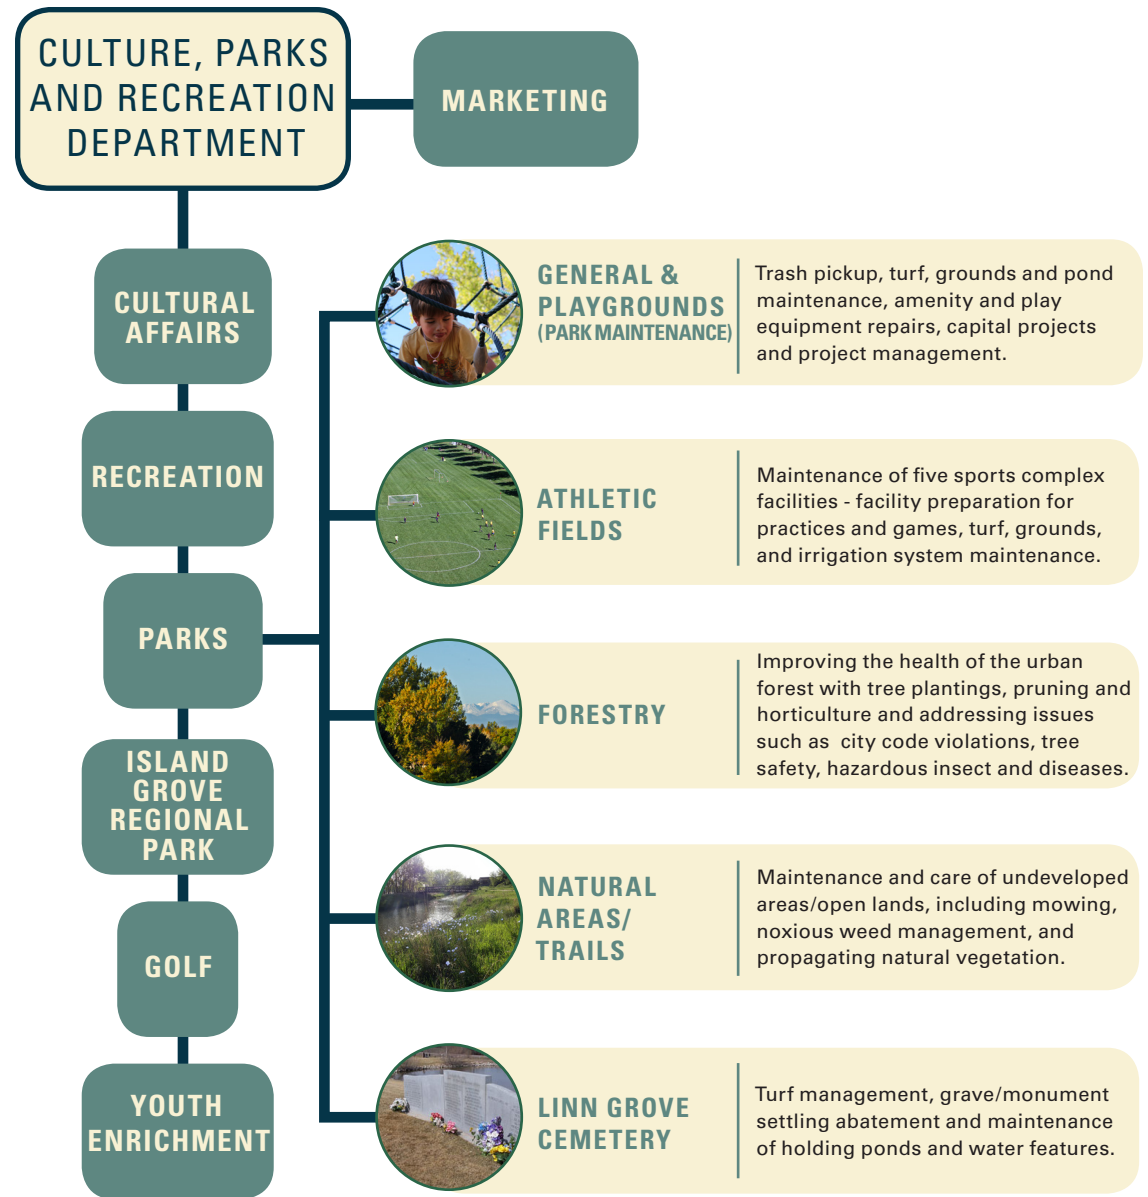 CULTURE, PARKS
AND RECREATION
DEPARTMENT
MARKETING
CULTURAL
AFFAIRS
RECREATION
PARKS
ISLAND
GROVE
REGIONAL
PARK
GOLF
YOUTH
ENRICHMENT
GENERAL &
PLAYGROUNDS
(PARK MAINTENANCE)
Trash pickup, turf, grounds and pond
maintenance, amenity and play
equipment repairs, capital projects
and project management.
ATHLETIC
FIELDS
Maintenance of five sports complex
facilities - facility preparation for
practices and games, turf, grounds,
and irrigation system maintenance.
FORESTRY
Improving the health of the urban
forest with tree plantings, pruning and
horticulture and addressing issues
such as  city code violations, tree
safety, hazardous insect and diseases.
NATURAL
AREAS/
TRAILS
Maintenance and care of undeveloped
areas/open lands, including mowing,
noxious weed management, and
propagating natural vegetation.
LINN GROVE
CEMETERY
Turf management, grave/monument
settling abatement and maintenance
of holding ponds and water features.